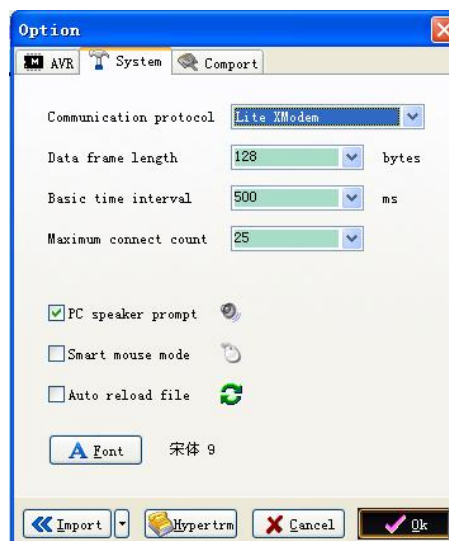 Option
AVR System Comport
Communication protocol Lite XModem
Data frame length 128 bytes
Basic time interval 500 ms
Maximum connect count 25
PC speaker prompt
Smart mouse mode
Auto reload file
A Font 宋体 9
Import Hypertrm Cancel Ok